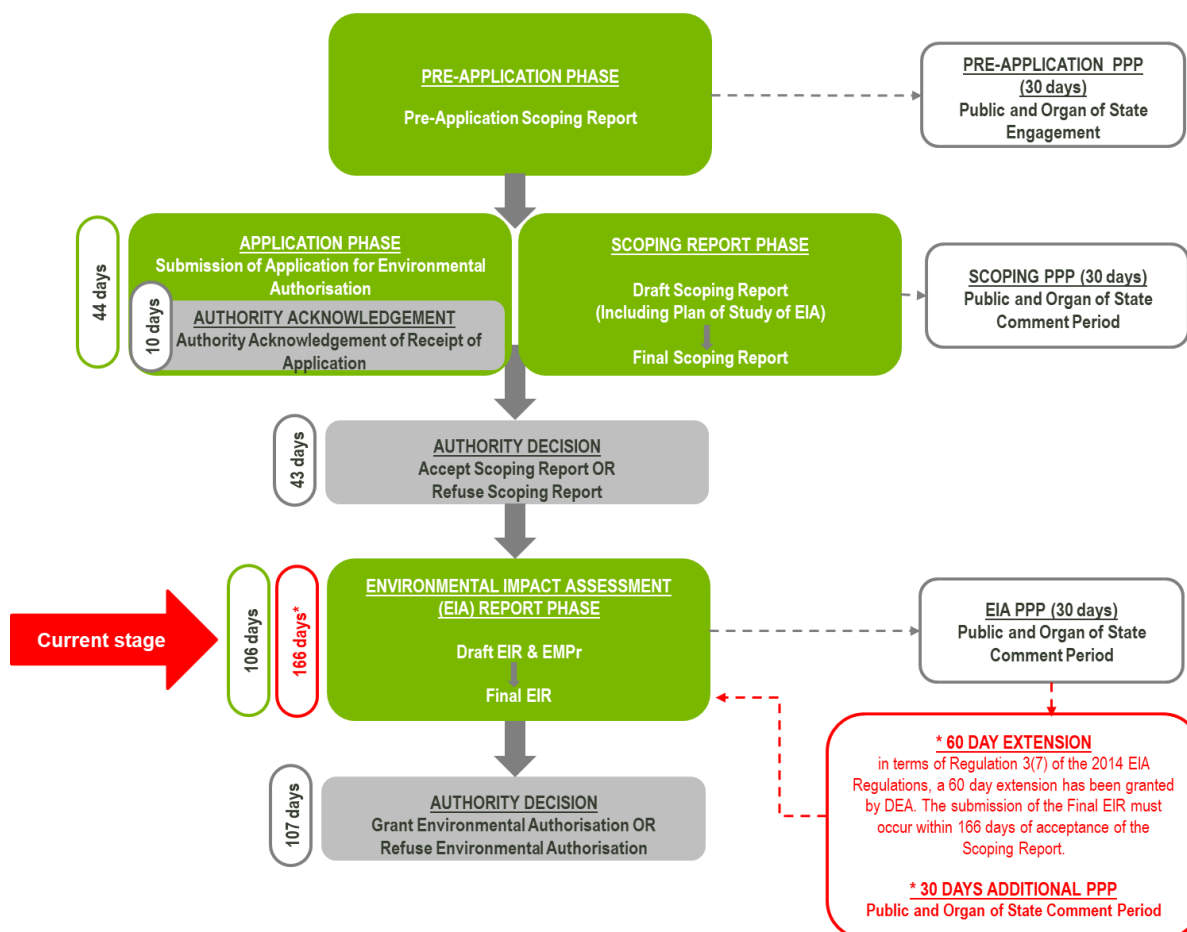 PRE-APPLICATION PHASE
Pre-Application Scoping Report
PRE-APPLICATION PPP
(30 days)
Public and Organ of State
Engagement
44 days
APPLICATION PHASE
Submission of Application for Environmental
Authorisation
10 days
AUTHORITY ACKNOWLEDGEMENT
Authority Acknowledgement of Receipt of
Application
SCOPING REPORT PHASE
Draft Scoping Report
(Including Plan of Study of EIA)
Final Scoping Report
SCOPING PPP (30 days)
Public and Organ of State
Comment Period
43 days
AUTHORITY DECISION
Accept Scoping Report OR
Refuse Scoping Report
Current stage
106 days
166 days*
ENVIRONMENTAL IMPACT ASSESSMENT
(EIA) REPORT PHASE
Draft EIR & EMPr
Final EIR
EIA PPP (30 days)
Public and Organ of State
Comment Period
* 60 DAY EXTENSION
in terms of Regulation 3(7) of the 2014 EIA
Regulations, a 60 day extension has been granted
by DEA. The submission of the Final EIR must
occur within 166 days of acceptance of the
Scoping Report.
* 30 DAYS ADDITIONAL PPP
Public and Organ of State Comment Period
107 days
AUTHORITY DECISION
Grant Environmental Authorisation OR
Refuse Environmental Authorisation